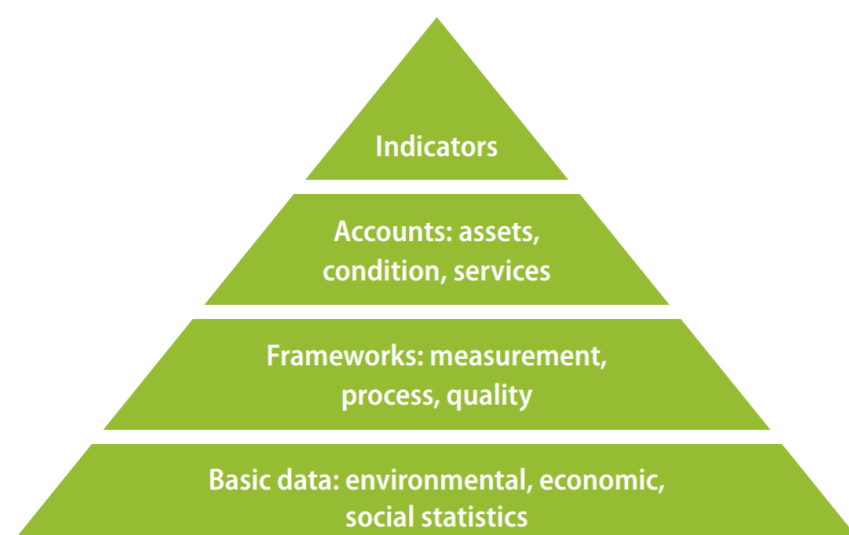 Indicators
Accounts: assets,
condition, services
Frameworks: measurement,
process, quality
Basic data: environmental, economic,
social statistics